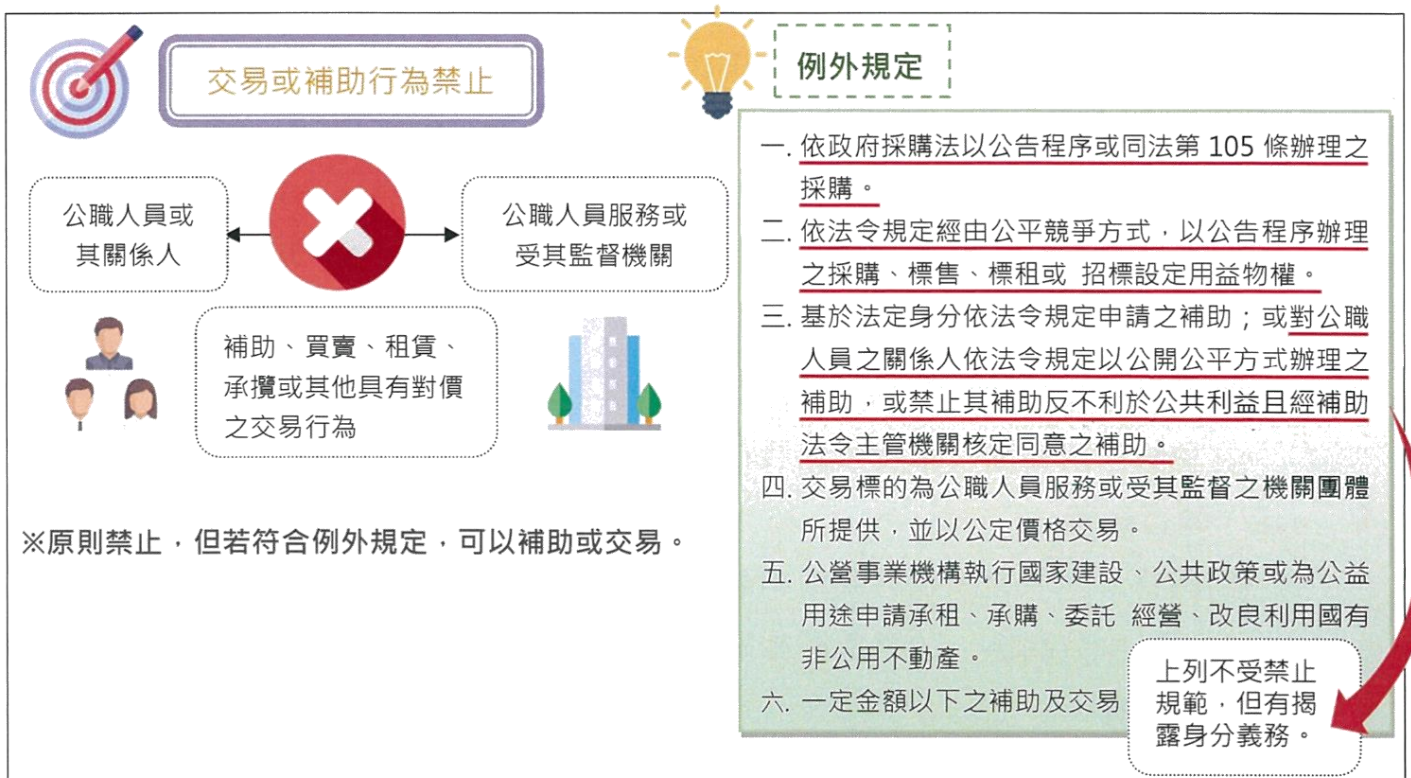 交易或補助行為禁止
公職人員或
其關係人
公職人員服務或
受其監督機關
補助、買賣、租賃、
承攬或其他具有對價
之交易行為
※原則禁止，但若符合例外規定，可以補助或交易。
例外規定
一. 依政府採購法以公告程序或同法第 105 條辦理之
採購。
二. 依法令規定經由公平競爭方式，以公告程序辦理
之採購、標售、標租或 招標設定用益物權。
三. 基於法定身分依法令規定申請之補助；或對公職
人員之關係人依法令規定以公開公平方式辦理之
補助，或禁止其補助反不利於公共利益且經補助
法令主管機關核定同意之補助。
四. 交易標的為公職人員服務或受其監督之機關團體
所提供，並以公定價格交易。
五. 公營事業機構執行國家建設、公共政策或為公益
用途申請承租、承購、委託 經營、改良利用國有
非公用不動產。
六. 一定金額以下之補助及交易
上列不受禁止
規範，但有揭
露身分義務。